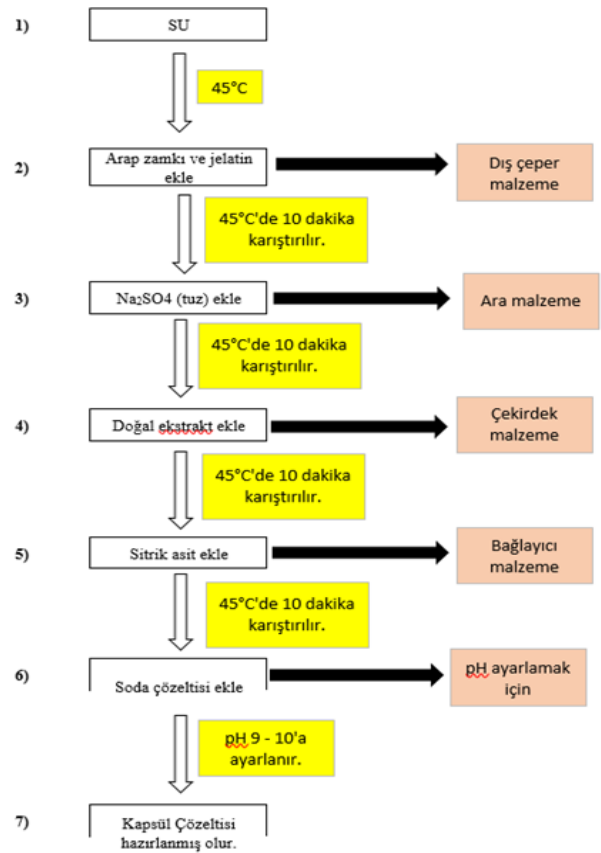 1)
SU
45°C
2)
Arap zamkı ve jelatin
ekle
Dış çeper
malzeme
45°C'de 10 dakika
karıştırılır.
3)
Na₂SO4 (tuz) ekle
Ara malzeme
45°C'de 10 dakika
karıştırılır.
4)
Doğal ekstrakt ekle
Çekirdek
malzeme
45°C'de 10 dakika
karıştırılır.
5)
Sitrik asit ekle
Bağlayıcı
malzeme
45°C'de 10 dakika
karıştırılır.
6)
Soda çözeltisi ekle
pH ayarlamak
için
pH 9 - 10'a
ayarlanır.
7)
Kapsül Çözeltisi
hazırlanmış olur.